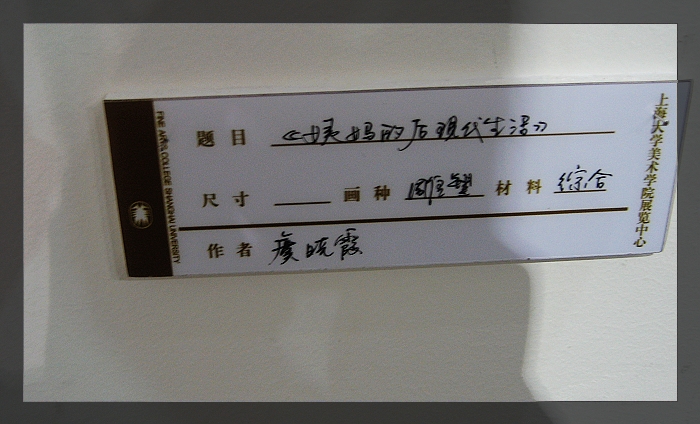 题目 《姨妈的后现代生活》
尺寸 画种 雕塑 材料 综合
作者 虞晓霞
上海大学美术学院展览中心
FINE ARTS COLLEGE SHANGHAI UNIVERSITY